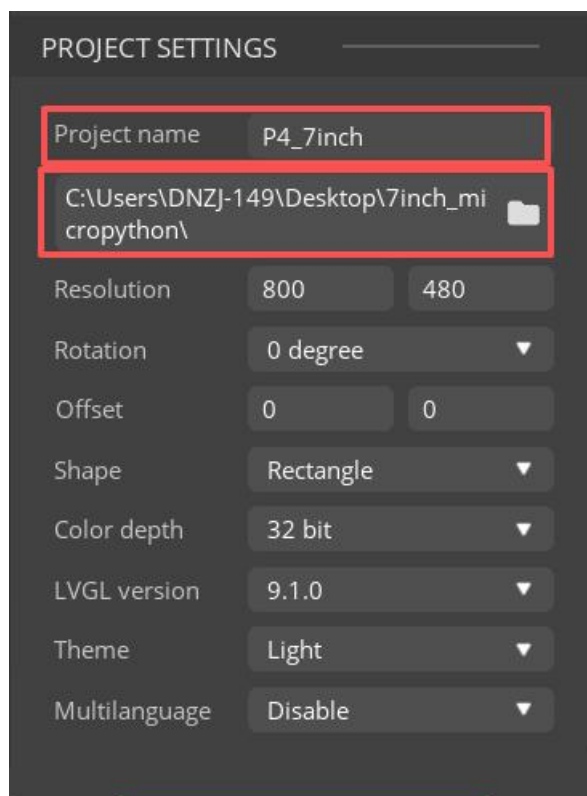 PROJECT SETTINGS
Project name P4_7inch
C:\Users\DNZJ-149\Desktop\7inch_mi
cropython\
Resolution 800 480
Rotation 0 degree
Offset 0 0
Shape Rectangle
Color depth 32 bit
LVGL version 9.1.0
Theme Light
Multilanguage Disable